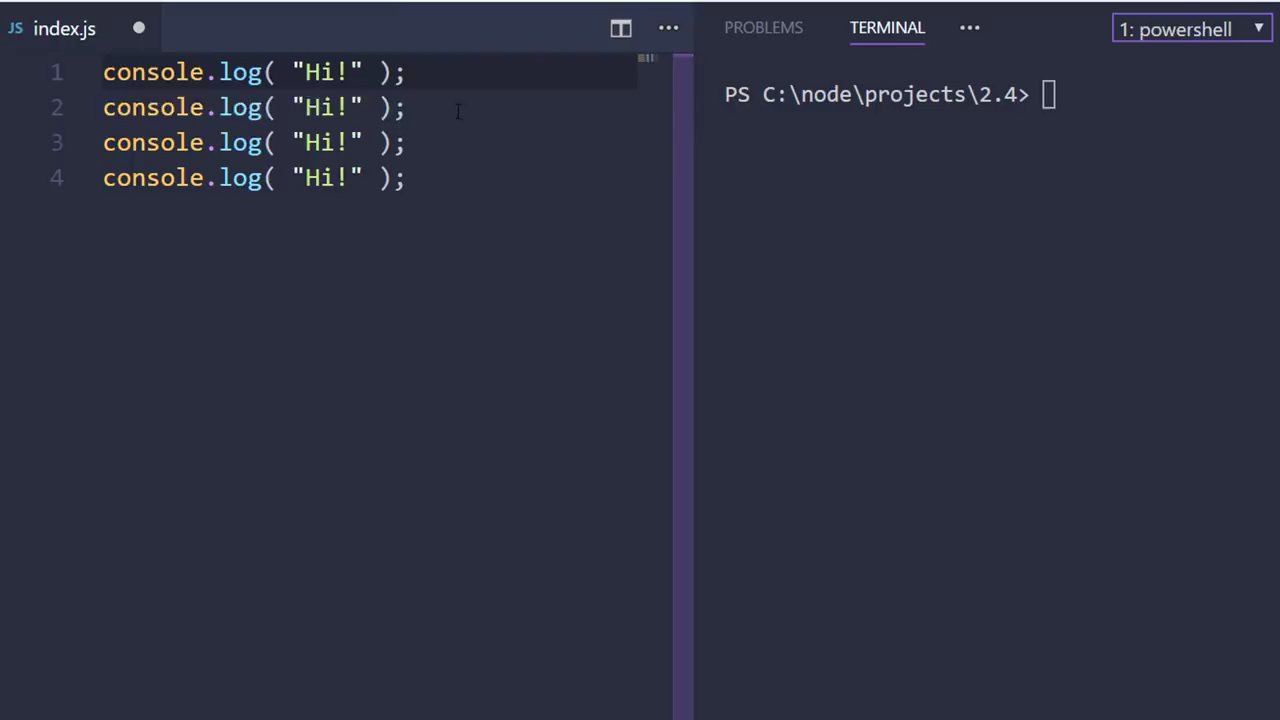 JS index.js
1 console.log( "Hi!" );
2 console.log( "Hi!" );
3 console.log( "Hi!" );
4 console.log( "Hi!" );
PROBLEMS TERMINAL ··· 1: powershell
PS C:\node\projects\2.4>